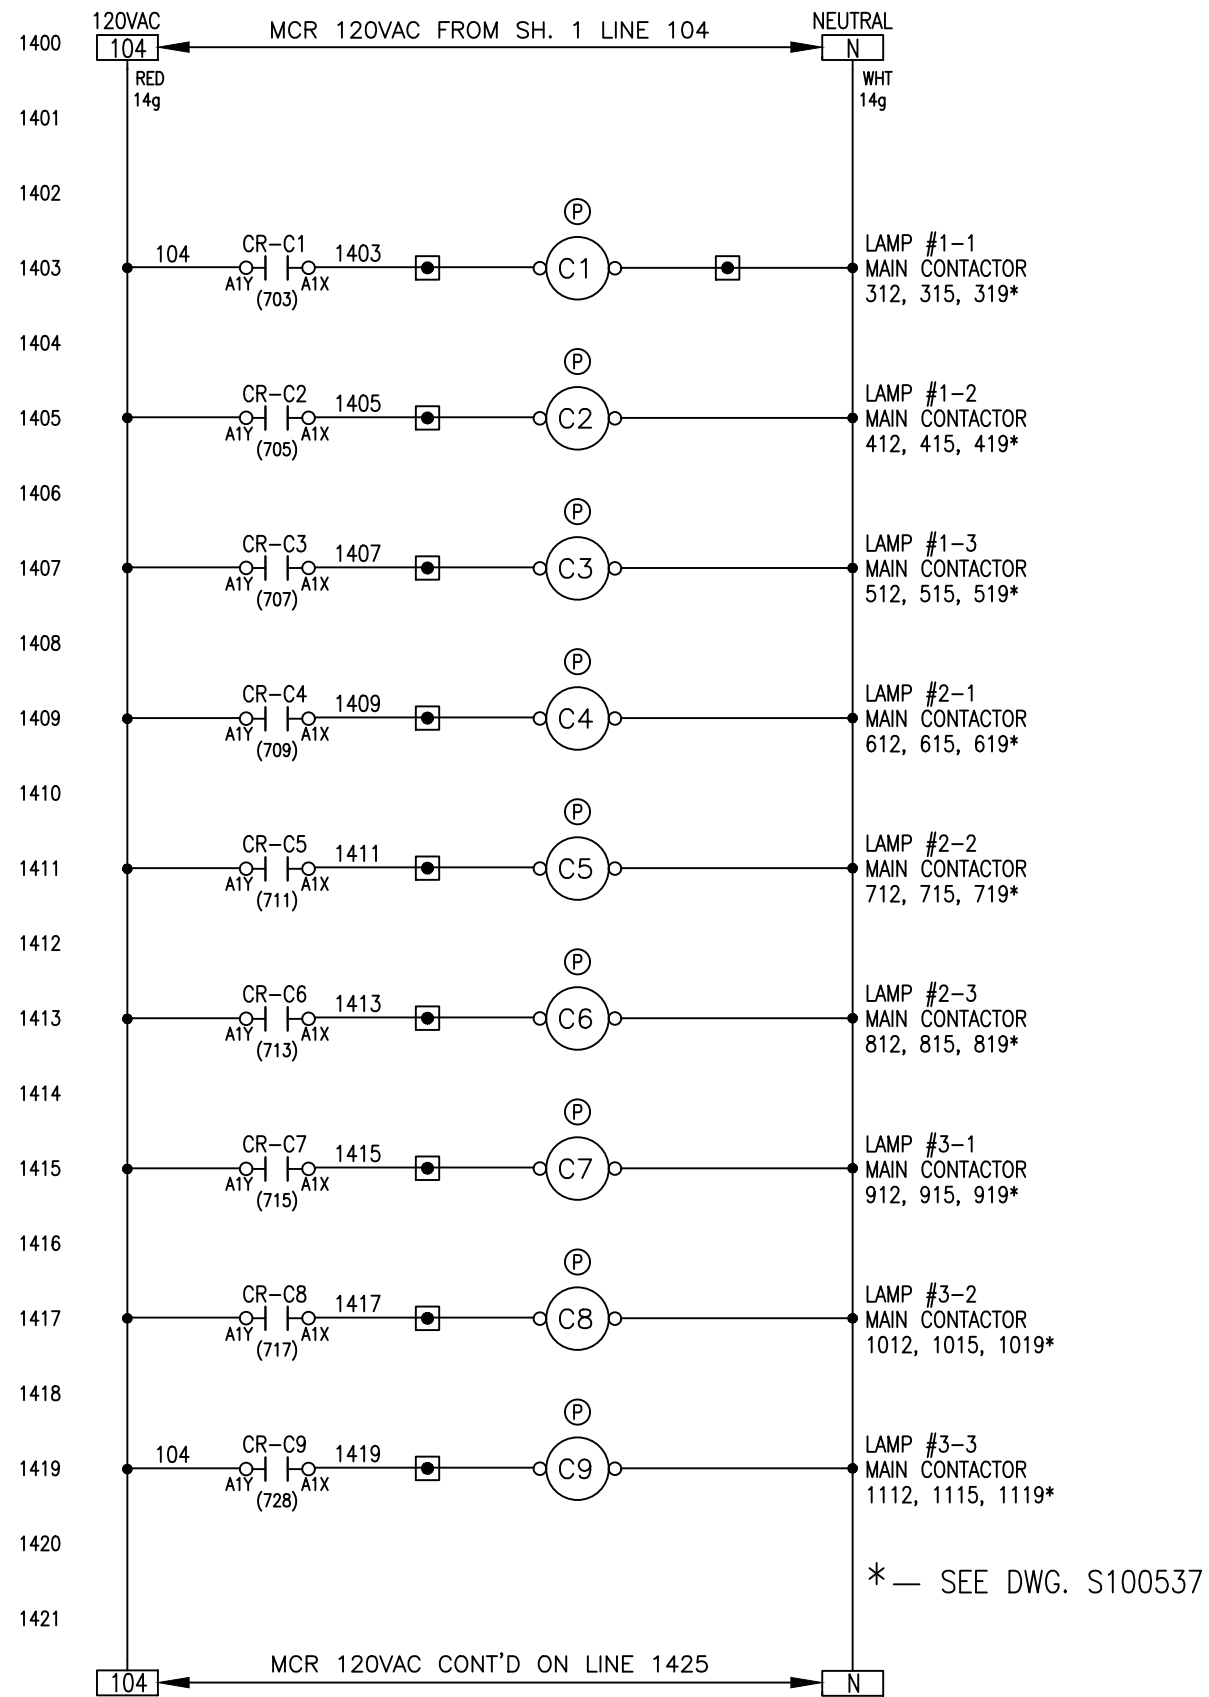 120VAC
NEUTRAL
1400
104
MCR 120VAC FROM SH. 1 LINE 104
N
RED
14g
WHT
14g
1401
1402
P
1403
104
CR-C1
A1Y
A1X
(703)
1403
C1
LAMP #1-1
MAIN CONTACTOR
312, 315, 319*
1404
P
1405
CR-C2
A1Y
A1X
(705)
1405
C2
LAMP #1-2
MAIN CONTACTOR
412, 415, 419*
1406
P
1407
CR-C3
A1Y
A1X
(707)
1407
C3
LAMP #1-3
MAIN CONTACTOR
512, 515, 519*
1408
P
1409
CR-C4
A1Y
A1X
(709)
1409
C4
LAMP #2-1
MAIN CONTACTOR
612, 615, 619*
1410
P
1411
CR-C5
A1Y
A1X
(711)
1411
C5
LAMP #2-2
MAIN CONTACTOR
712, 715, 719*
1412
P
1413
CR-C6
A1Y
A1X
(713)
1413
C6
LAMP #2-3
MAIN CONTACTOR
812, 815, 819*
1414
P
1415
CR-C7
A1Y
A1X
(715)
1415
C7
LAMP #3-1
MAIN CONTACTOR
912, 915, 919*
1416
P
1417
CR-C8
A1Y
A1X
(717)
1417
C8
LAMP #3-2
MAIN CONTACTOR
1012, 1015, 1019*
1418
P
1419
104
CR-C9
A1Y
A1X
(728)
1419
C9
LAMP #3-3
MAIN CONTACTOR
1112, 1115, 1119*
1420
*— SEE DWG. S100537
1421
104
MCR 120VAC CONT'D ON LINE 1425
N